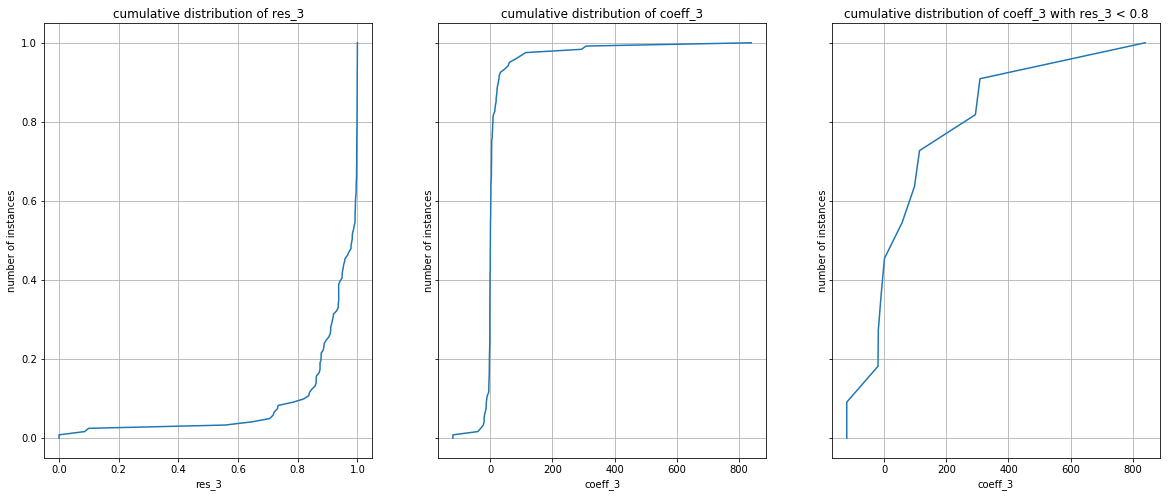 cumulative distribution of res_3
cumulative distribution of coeff_3
cumulative distribution of coeff_3 with res_3 < 0.8
number of instances
1.0
0.8
0.6
0.4
0.2
0.0
0.0 0.2 0.4 0.6 0.8 1.0
res_3
number of instances
0 200 400 600 800
coeff_3
number of instances
0 200 400 600 800
coeff_3